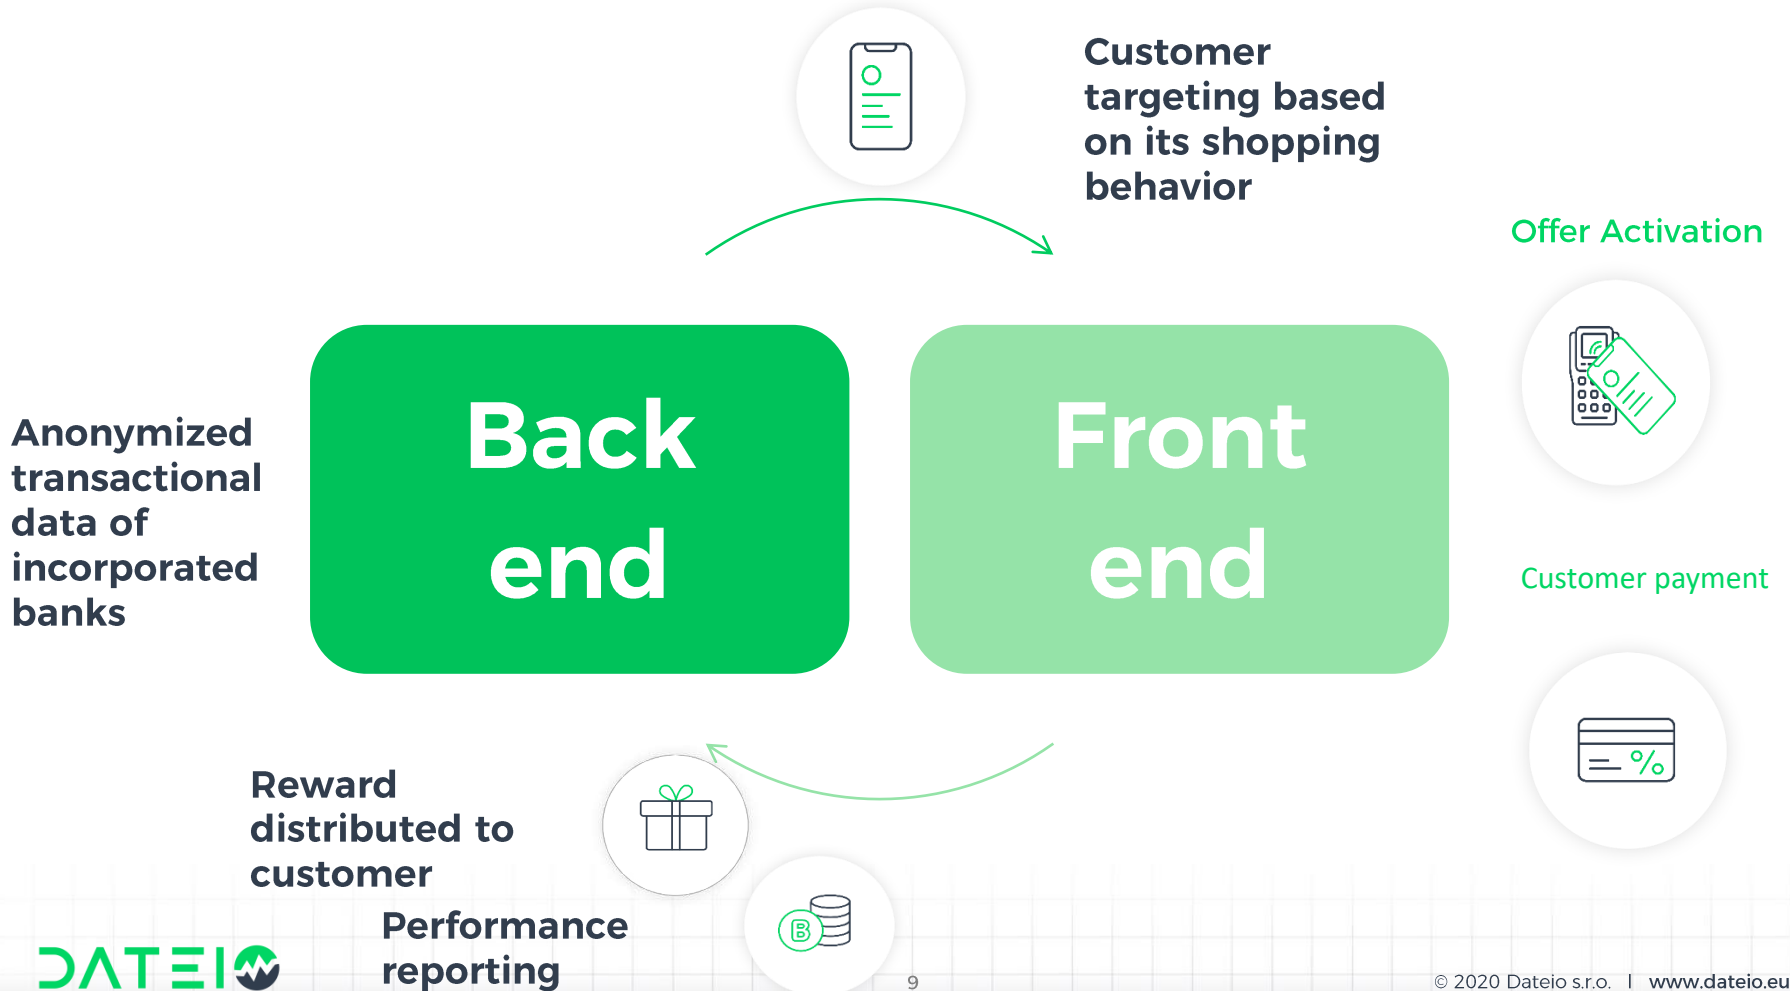 Customer
targeting based
on its shopping
behavior
Offer Activation
Back
end
Front
end
Anonymized
transactional
data of
incorporated
banks
Customer payment
Reward
distributed to
customer
Performance
reporting
B
%
DATEIO
9
© 2020 Dateio s.r.o. | www.dateio.eu